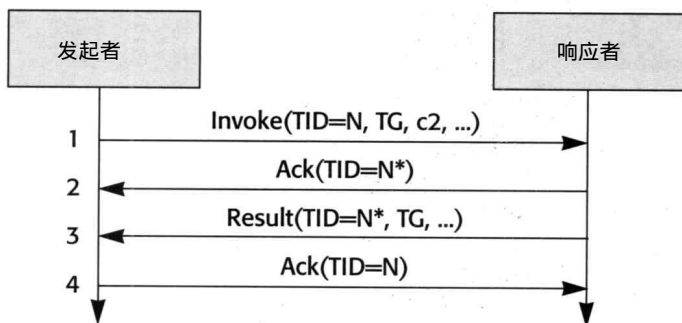 发起者
响应者
Invoke(TID=N, TG, c2, ...)
1
Ack(TID=N*)
2
Result(TID=N*, TG, ...)
3
Ack(TID=N)
4